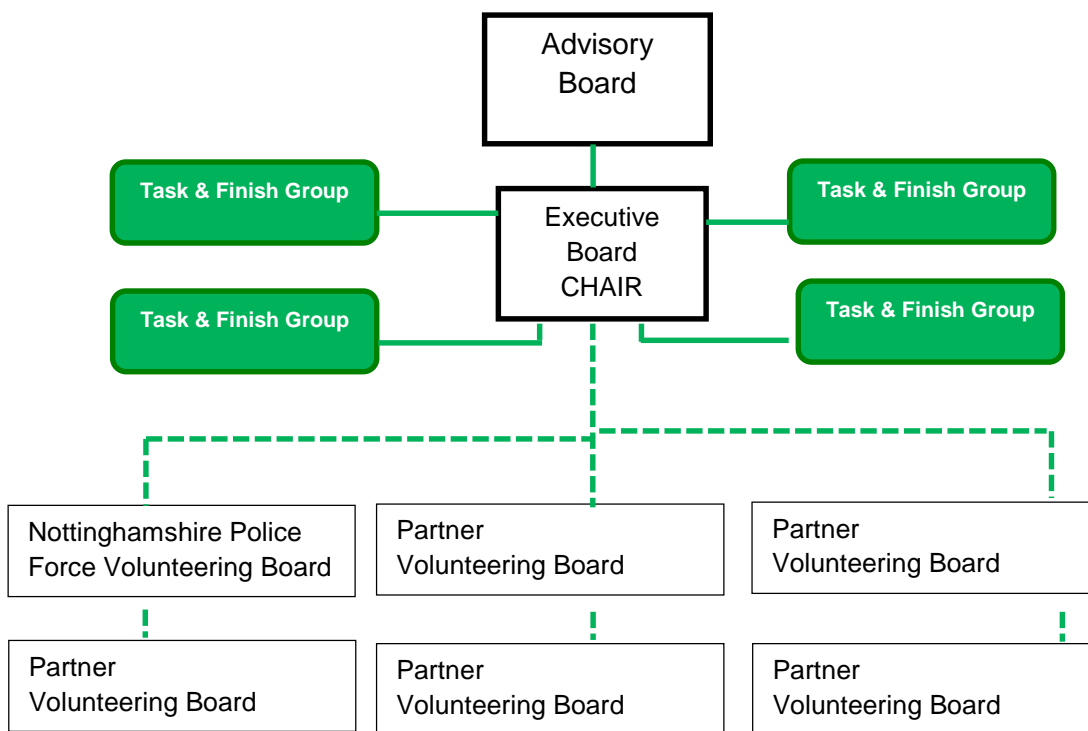 Advisory
Board
Task & Finish Group
Task & Finish Group
Executive
Board
CHAIR
Task & Finish Group
Task & Finish Group
Nottinghamshire Police
Force Volunteering Board
Partner
Volunteering Board
Partner
Volunteering Board
Partner
Volunteering Board
Partner
Volunteering Board
Partner
Volunteering Board